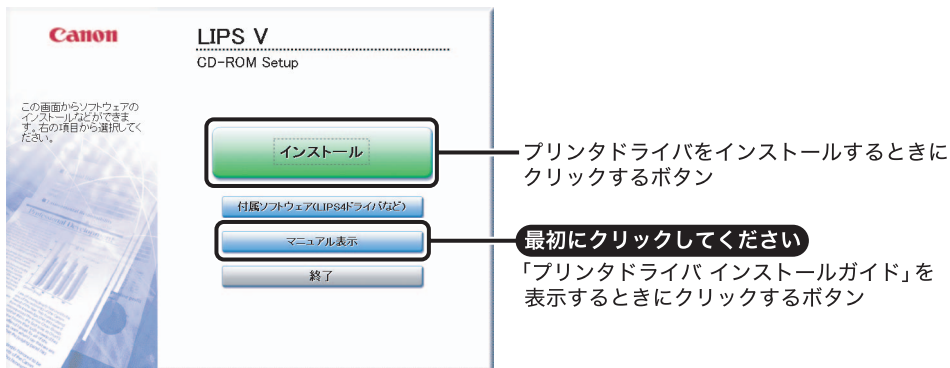 Canon
LIPS V
CD-ROM Setup
この画面からソフトウェアの
インストールなどができま
す。右の項目から選択してく
ださい。
インストール
プリンタドライバをインストールするときに
クリックするボタン
付属ソフトウェア(LIPS4ドライバなど)
マニュアル表示
最初にクリックしてください
「プリンタドライバ インストールガイド」を
表示するときにクリックするボタン
終了